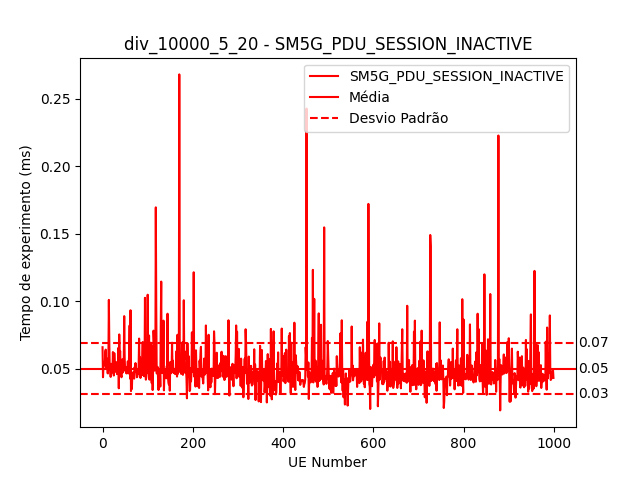 div_10000_5_20 - SM5G_PDU_SESSION_INACTIVE
SM5G_PDU_SESSION_INACTIVE
Média
Desvio Padrão
Tempo de experimento (ms)
0.25
0.20
0.15
0.10
0.05
0.07
0.05
0.03
0
200
400
600
800
1000
UE Number